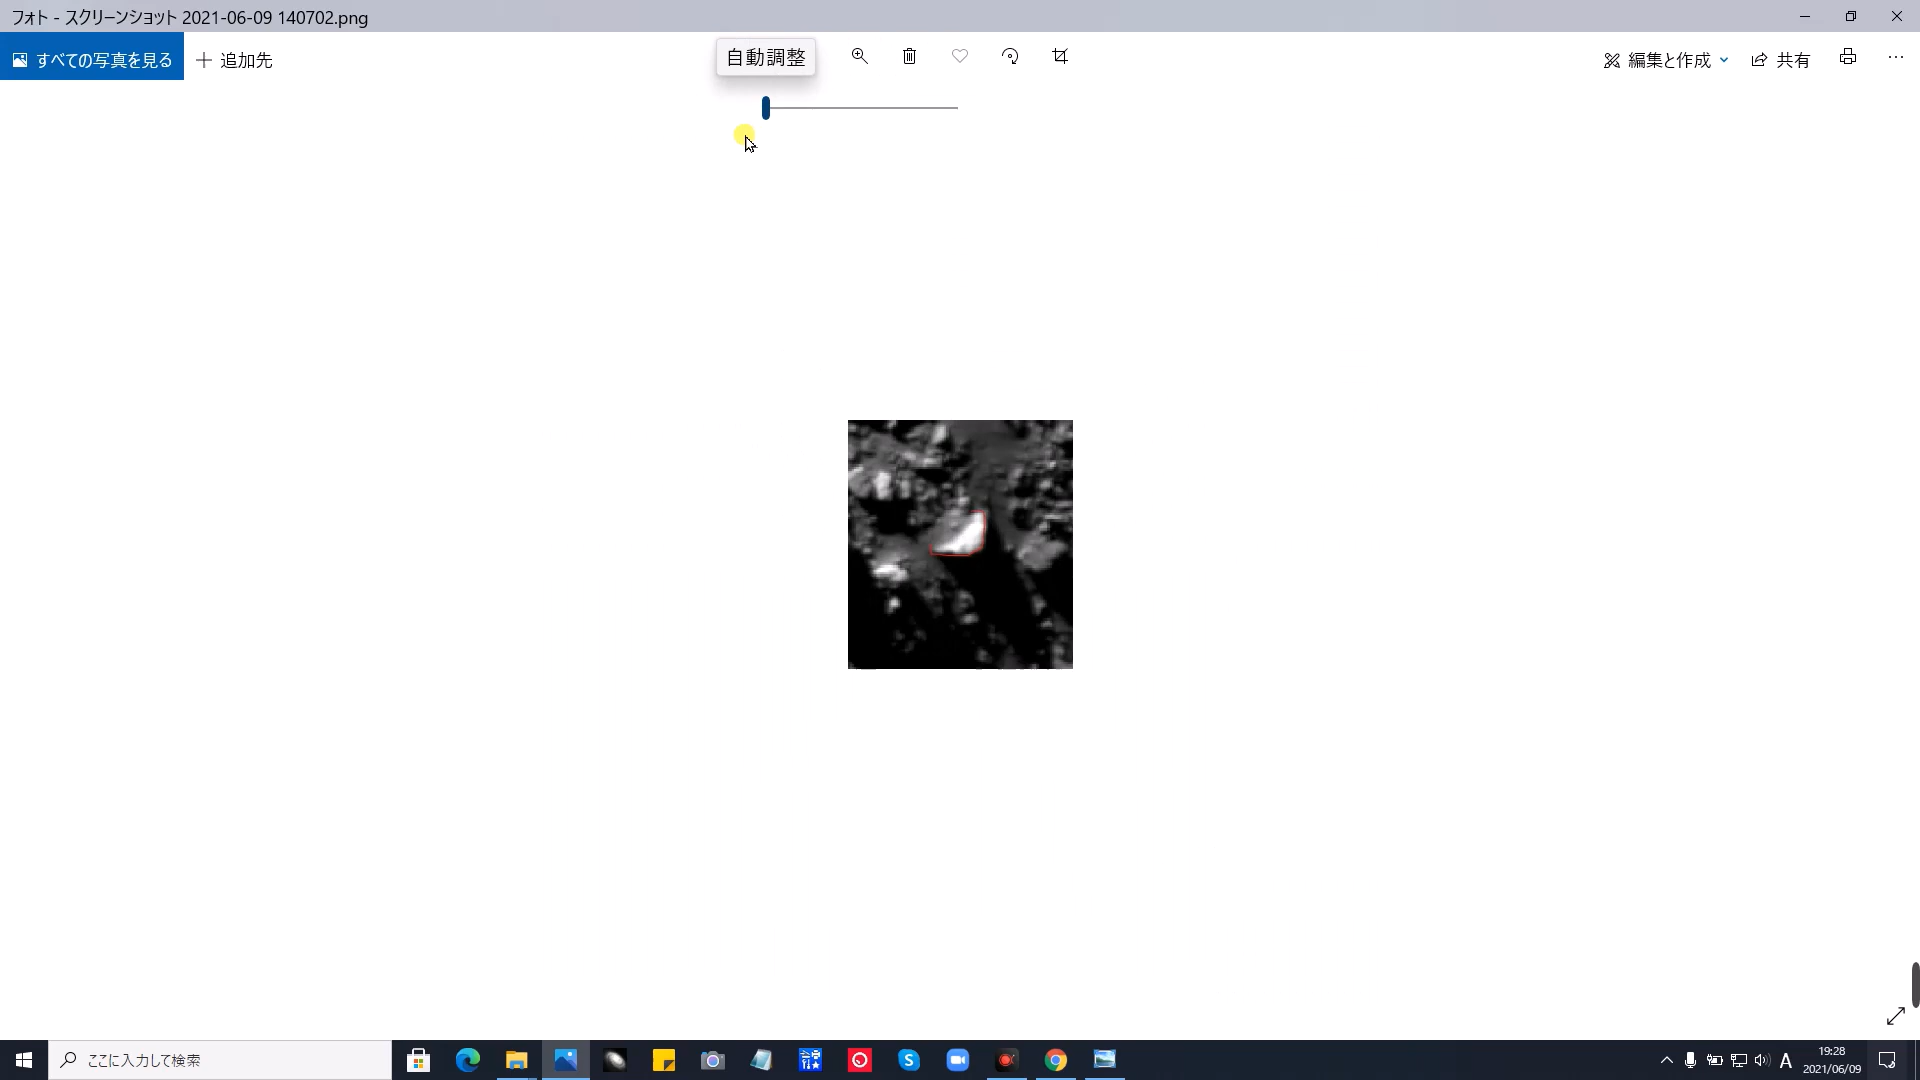 フォト - スクリーンショット 2021-06-09 140702.png
すべての写真を見る
追加先
自動調整
編集と作成
共有
ここに入力して検索
A
19:28
2021/06/09